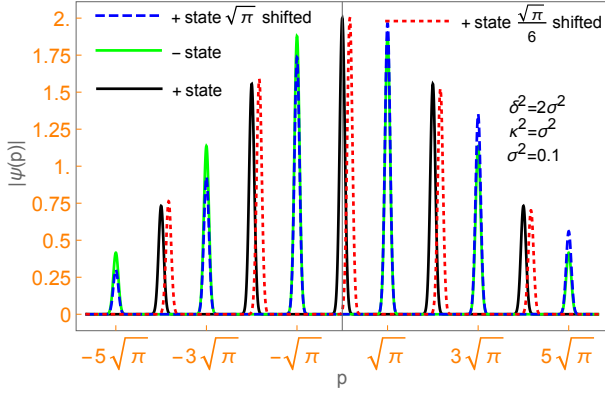 + state √π shifted
− state
+ state
+ state √π/6 shifted
δ²=2σ²
κ²=σ²
σ²=0.1
|ψ(p)|
2.
1.75
1.5
1.25
1.
0.75
0.5
0.25
0
−5√π −3√π −√π √π 3√π 5√π
p